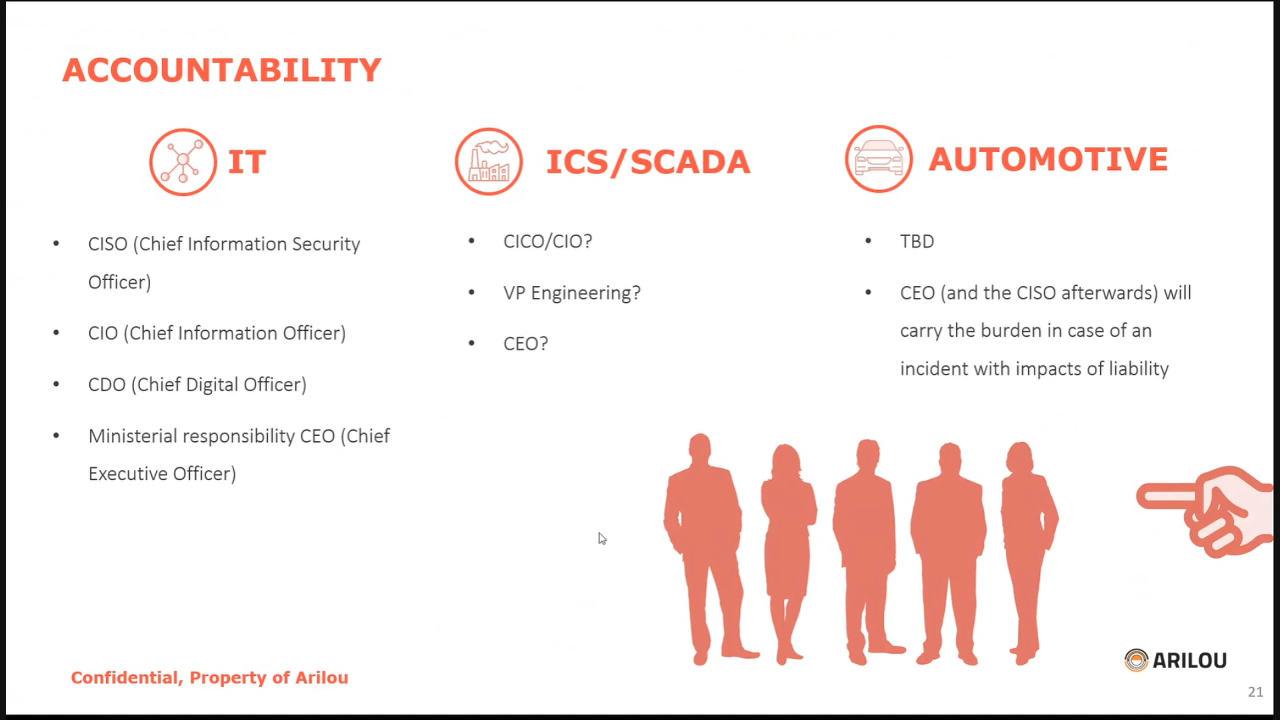 ACCOUNTABILITY
IT
• CISO (Chief Information Security
Officer)
• CIO (Chief Information Officer)
• CDO (Chief Digital Officer)
• Ministerial responsibility CEO (Chief
Executive Officer)
ICS/SCADA
• CICO/CIO?
• VP Engineering?
• CEO?
AUTOMOTIVE
• TBD
• CEO (and the CISO afterwards) will
carry the burden in case of an
incident with impacts of liability
Confidential, Property of Arilou
ARILOU
21